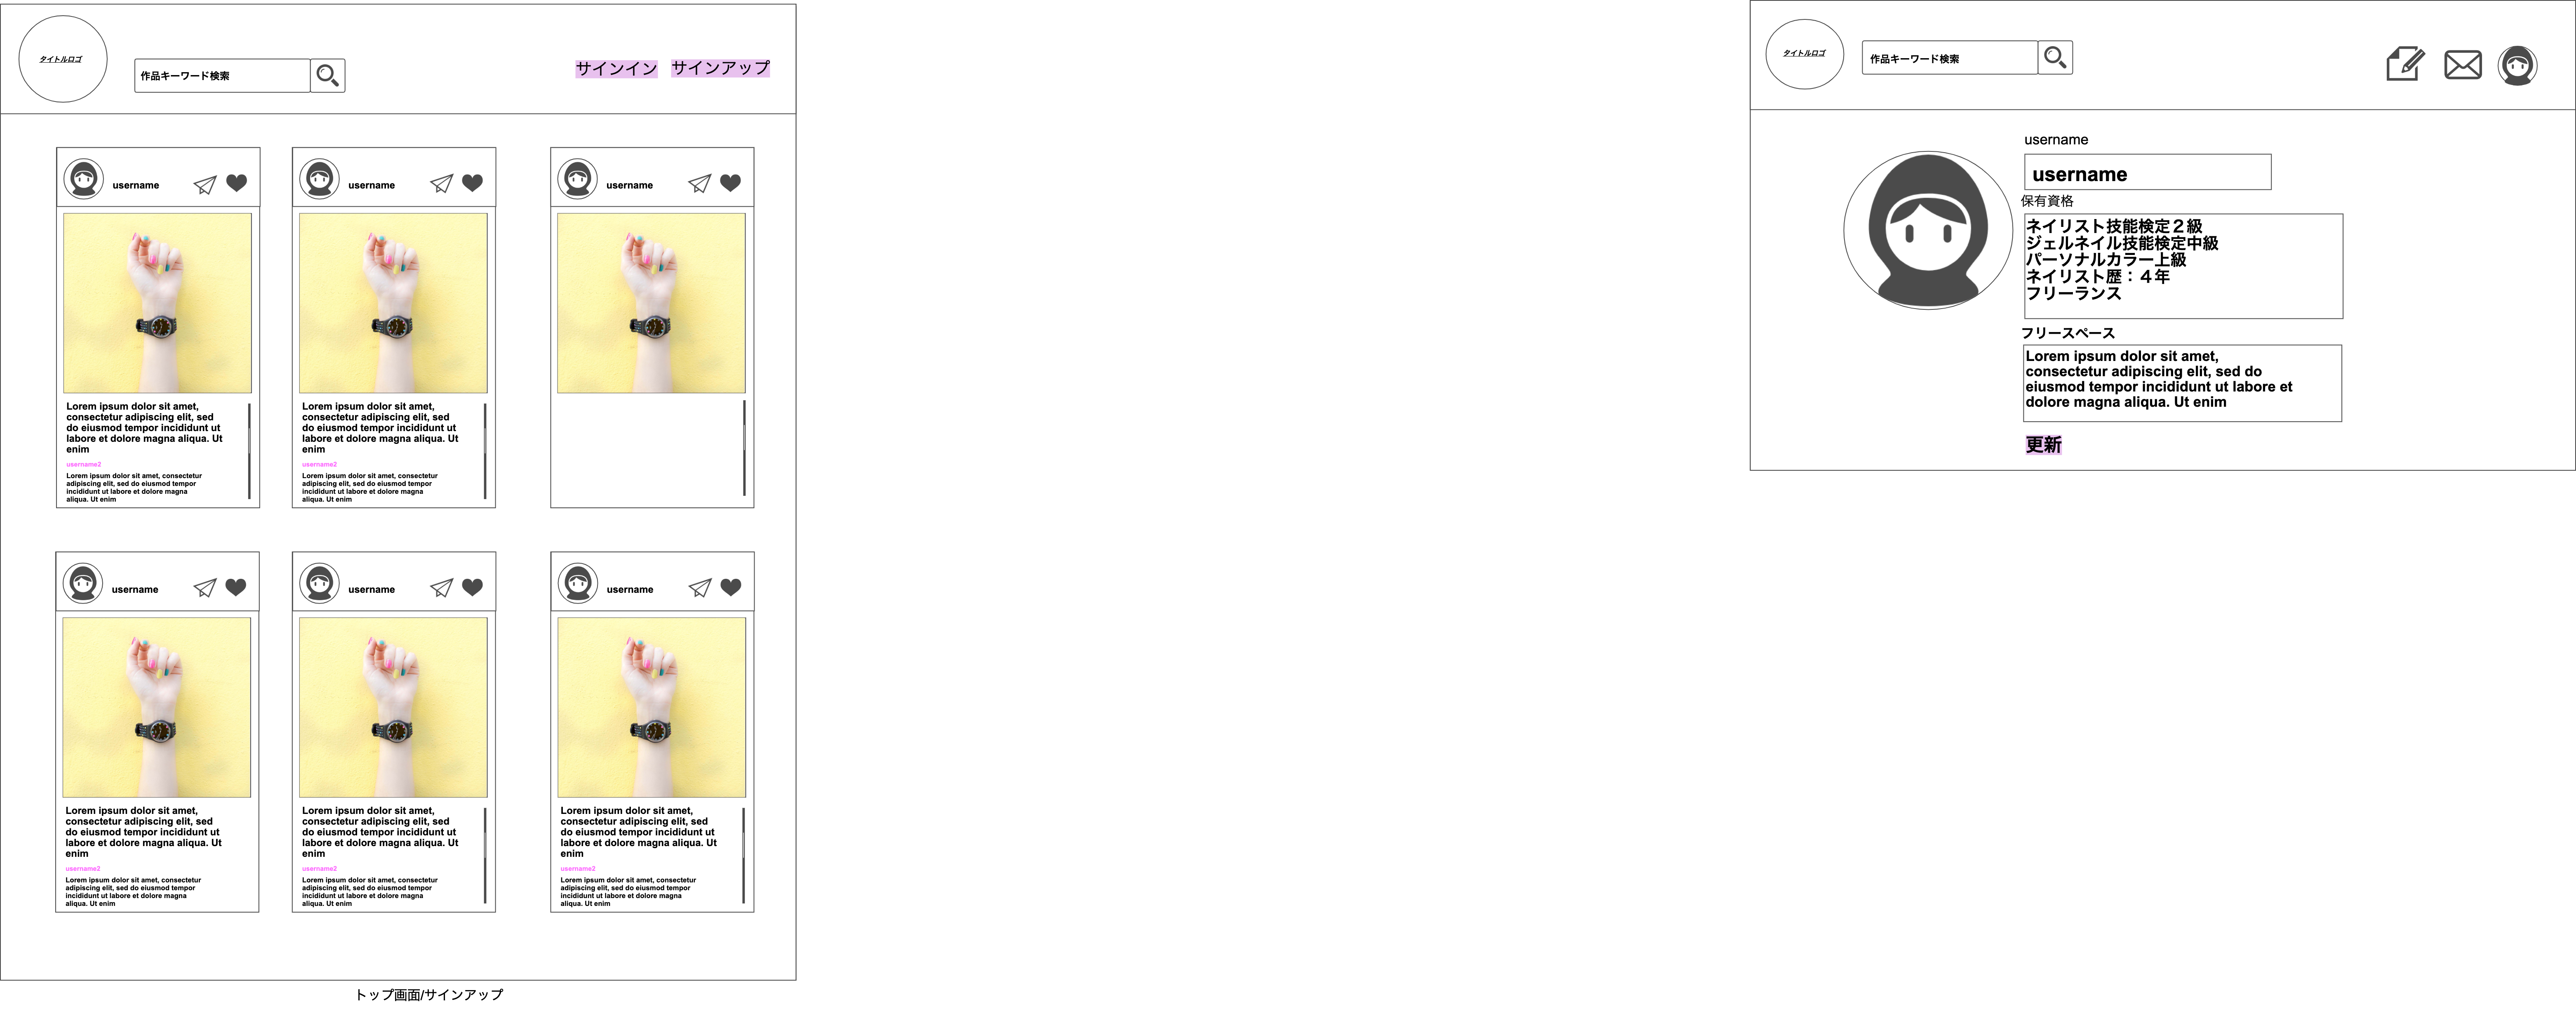 タイトルロゴ
作品キーワード検索
サインイン サインアップ
username
Lorem ipsum dolor sit amet,
consectetur adipiscing elit, sed
do eiusmod tempor incididunt ut
labore et dolore magna aliqua. Ut
enim
username2
Lorem ipsum dolor sit amet, consectetur
adipiscing elit, sed do eiusmod tempor
incididunt ut labore et dolore magna
aliqua. Ut enim
username
Lorem ipsum dolor sit amet,
consectetur adipiscing elit, sed
do eiusmod tempor incididunt ut
labore et dolore magna aliqua. Ut
enim
username2
Lorem ipsum dolor sit amet, consectetur
adipiscing elit, sed do eiusmod tempor
incididunt ut labore et dolore magna
aliqua. Ut enim
username
username
Lorem ipsum dolor sit amet,
consectetur adipiscing elit, sed
do eiusmod tempor incididunt ut
labore et dolore magna aliqua. Ut
enim
username2
Lorem ipsum dolor sit amet, consectetur
adipiscing elit, sed do eiusmod tempor
incididunt ut labore et dolore magna
aliqua. Ut enim
username
Lorem ipsum dolor sit amet,
consectetur adipiscing elit, sed
do eiusmod tempor incididunt ut
labore et dolore magna aliqua. Ut
enim
username2
Lorem ipsum dolor sit amet, consectetur
adipiscing elit, sed do eiusmod tempor
incididunt ut labore et dolore magna
aliqua. Ut enim
username
Lorem ipsum dolor sit amet,
consectetur adipiscing elit, sed
do eiusmod tempor incididunt ut
labore et dolore magna aliqua. Ut
enim
username2
Lorem ipsum dolor sit amet, consectetur
adipiscing elit, sed do eiusmod tempor
incididunt ut labore et dolore magna
aliqua. Ut enim
トップ画面/サインアップ
タイトルロゴ
作品キーワード検索
username
username
保有資格
ネイリスト技能検定２級
ジェルネイル技能検定中級
パーソナルカラー上級
ネイリスト歴：４年
フリーランス
フリースペース
Lorem ipsum dolor sit amet,
consectetur adipiscing elit, sed do
eiusmod tempor incididunt ut labore et
dolore magna aliqua. Ut enim
更新